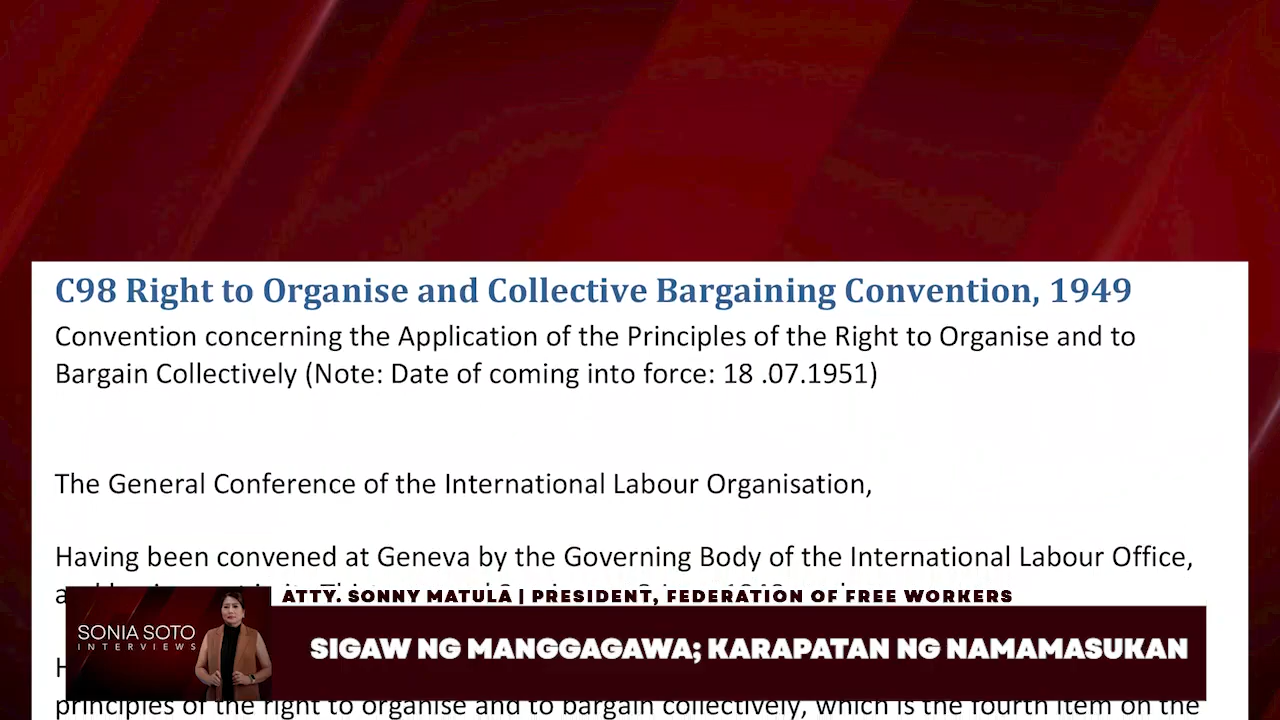 C98 Right to Organise and Collective Bargaining Convention, 1949
Convention concerning the Application of the Principles of the Right to Organise and to
Bargain Collectively (Note: Date of coming into force: 18 .07.1951)
The General Conference of the International Labour Organisation,
Having been convened at Geneva by the Governing Body of the International Labour Office,
ATTY. SONNY MATULA | PRESIDENT, FEDERATION OF FREE WORKERS
SONIA SOTO
INTERVIEWS
SIGAW NG MANGGAGAWA; KARAPATAN NG NAMAMASUKAN
principles of the right to organise and to bargain collectively, which is the fourth item on the